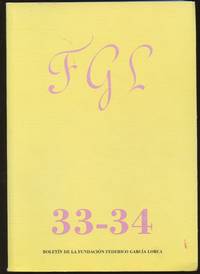 FGL
33-34
BOLETÍN DE LA FUNDACIÓN FEDERICO GARCÍA LORCA